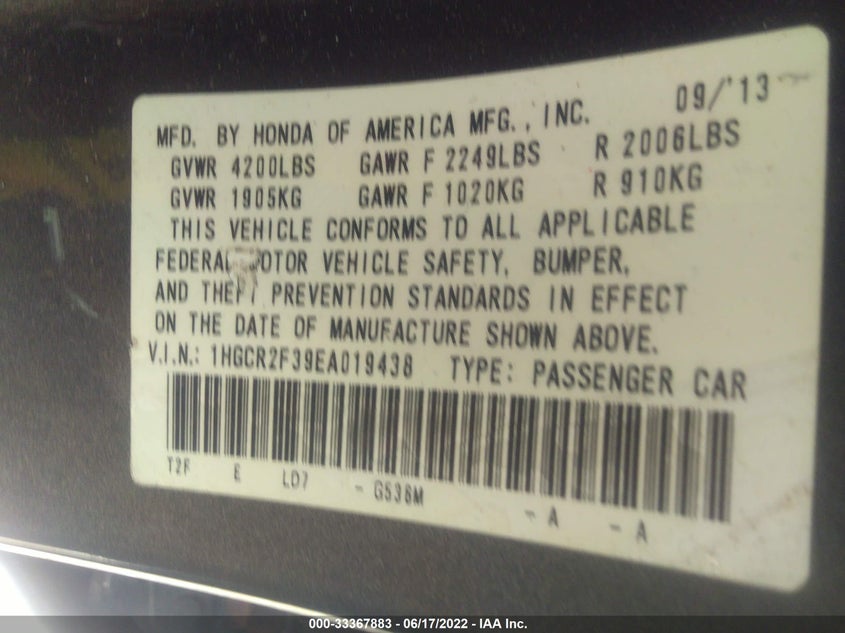 09/'13
MFD. BY HONDA OF AMERICA MFG., INC.
GVWR 4200LBS GAWR F 2249LBS R 2006LBS
GVWR 1905KG GAWR F 1020KG R 910KG
THIS VEHICLE CONFORMS TO ALL APPLICABLE
FEDERAL MOTOR VEHICLE SAFETY, BUMPER,
AND THEFT PREVENTION STANDARDS IN EFFECT
ON THE DATE OF MANUFACTURE SHOWN ABOVE.
V.I.N.: 1HGCR2F39EA019438 TYPE: PASSENGER CAR
T2F E LD7 - G536M - A - A
000-33367883 - 06/17/2022 - IAA Inc.